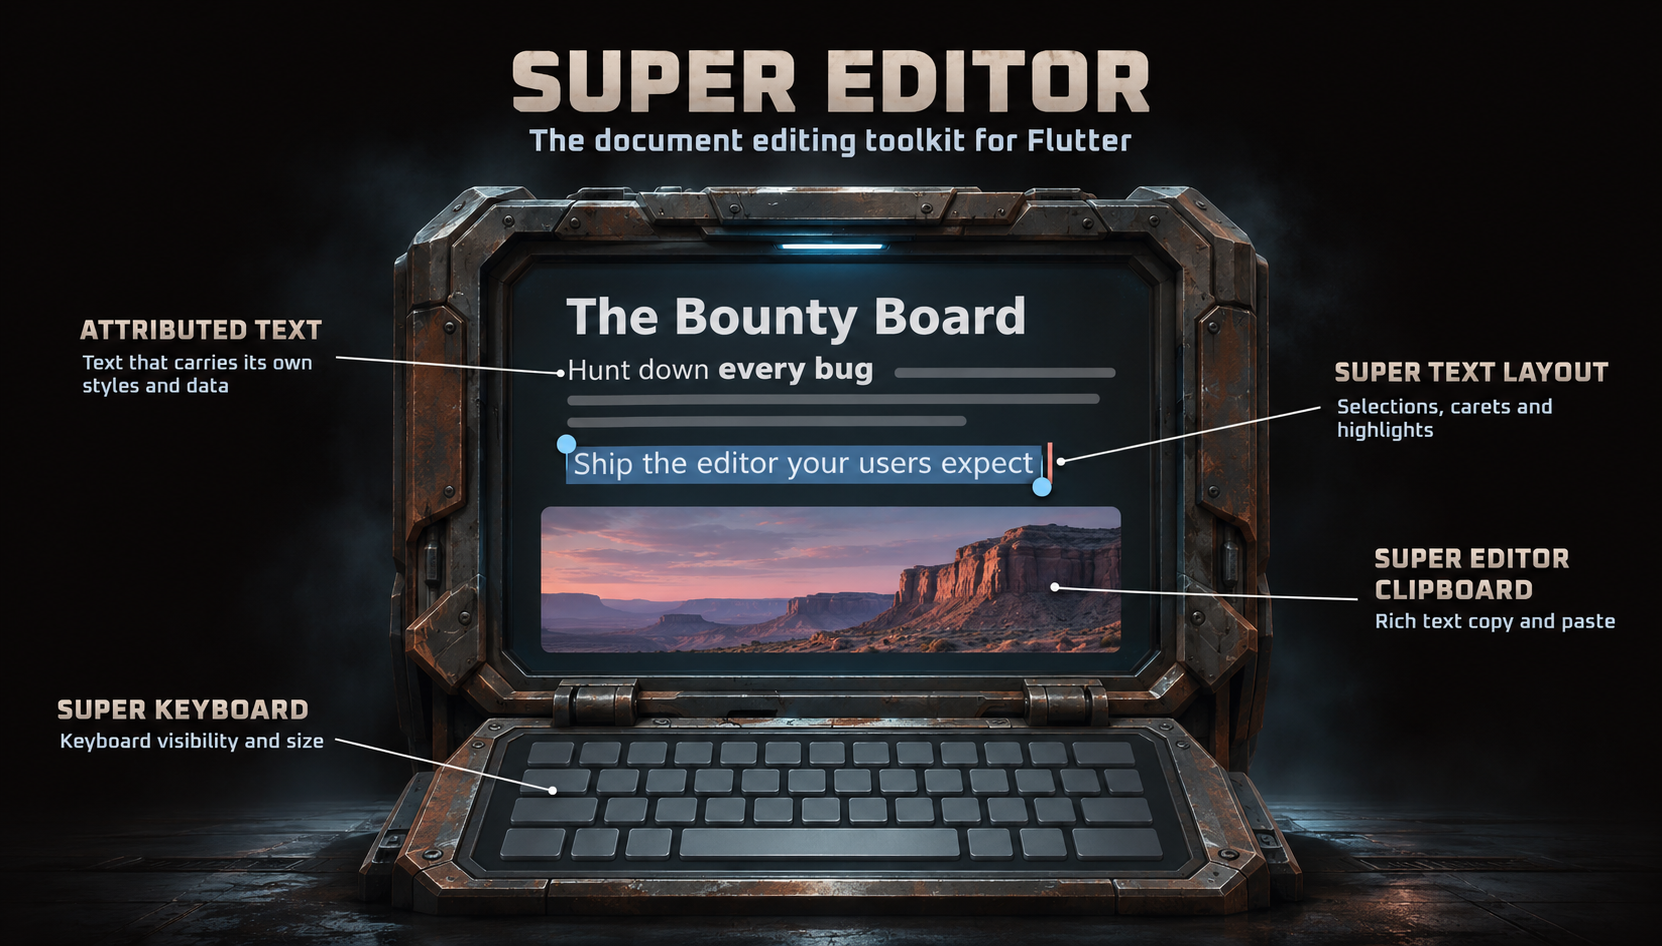 SUPER EDITOR
The document editing toolkit for Flutter
The Bounty Board
Hunt down every bug
Ship the editor your users expect
ATTRIBUTED TEXT
Text that carries its own
styles and data
SUPER TEXT LAYOUT
Selections, carets and
highlights
SUPER EDITOR
CLIPBOARD
Rich text copy and paste
SUPER KEYBOARD
Keyboard visibility and size